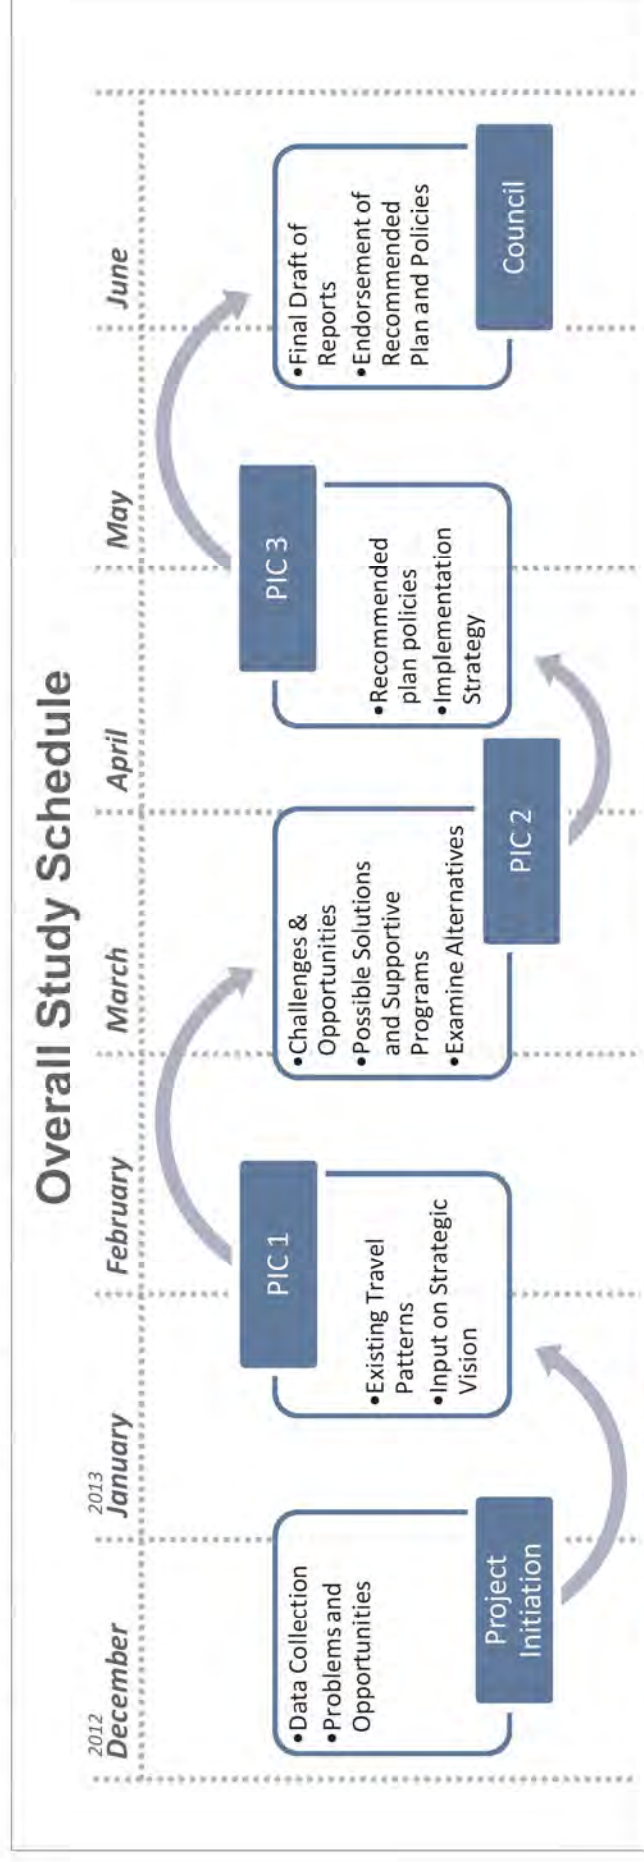 Overall Study Schedule
2012
December
2013
January
February
March
April
May
June
•Data Collection
•Problems and
Opportunities
Project
Initiation
PIC 1
•Existing Travel
Patterns
•Input on Strategic
Vision
•Challenges &
Opportunities
•Possible Solutions
and Supportive
Programs
•Examine Alternatives
PIC 2
PIC 3
•Recommended
plan policies
•Implementation
Strategy
•Final Draft of
Reports
•Endorsement of
Recommended
Plan and Policies
Council